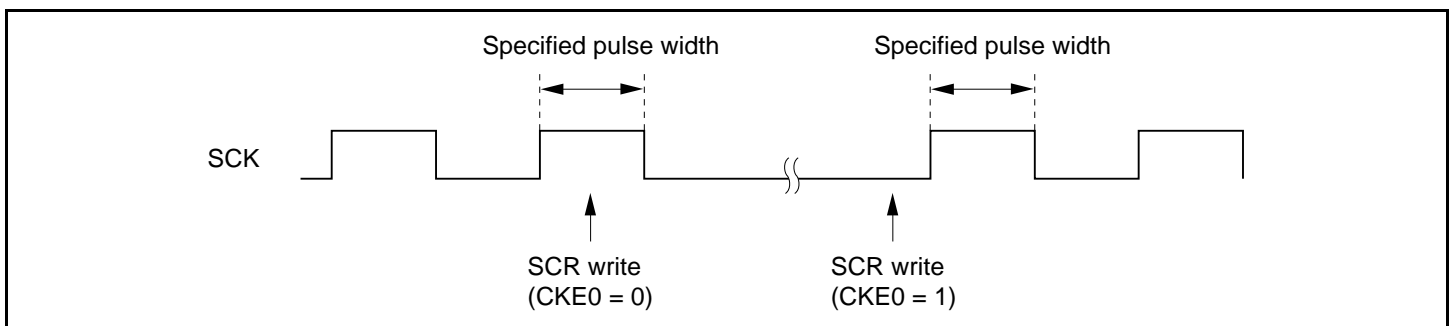 Specified pulse width
Specified pulse width
SCK
SCR write
(CKE0 = 0)
SCR write
(CKE0 = 1)